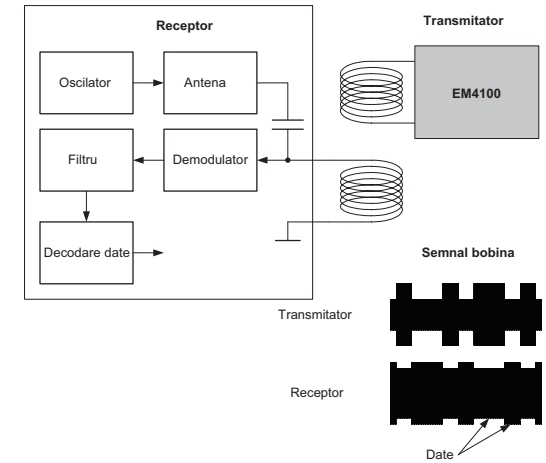 Receptor
Transmitator
Oscilator
Antena
EM4100
Filtru
Demodulator
Decodare date
Semnal bobina
Transmitator
Receptor
Date